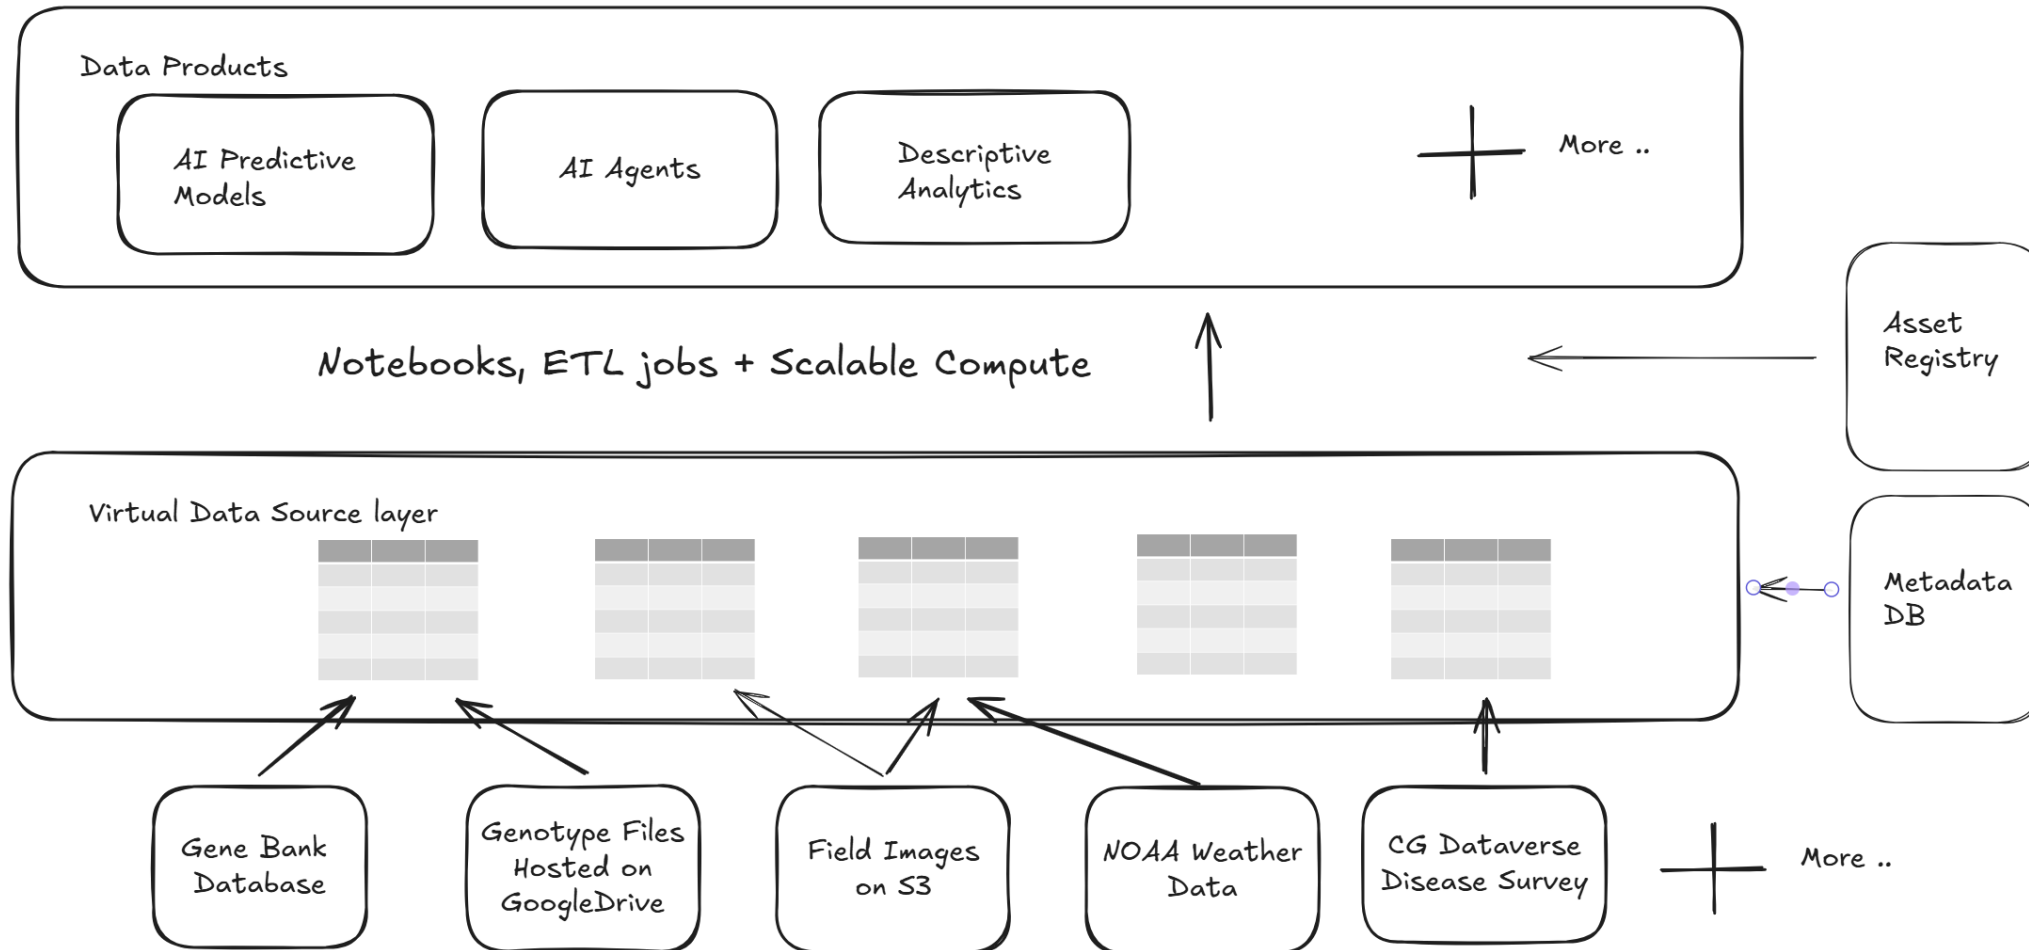 Data Products
AI Predictive
Models
AI Agents
Descriptive
Analytics
More ..
Notebooks, ETL jobs + Scalable Compute
Asset
Registry
Virtual Data Source layer
Metadata
DB
Gene Bank
Database
Genotype Files
Hosted on
GoogleDrive
Field Images
on S3
NOAA Weather
Data
CG Dataverse
Disease Survey
More ..